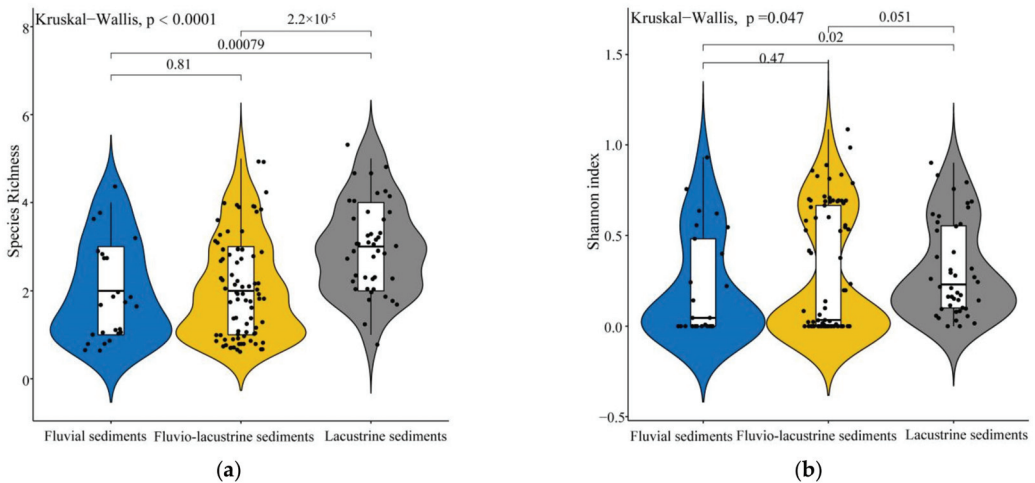 Kruskal−Wallis, p < 0.0001
2.2×10-5
0.00079
0.81
8
6
4
2
0
Species Richness
Fluvial sediments
Fluvio-lacustrine sediments
Lacustrine sediments
(a)
Kruskal−Wallis, p =0.047
0.051
0.02
0.47
1.5
1.0
0.5
0.0
−0.5
Shannon index
Fluvial sediments
Fluvio-lacustrine sediments
Lacustrine sediments
(b)